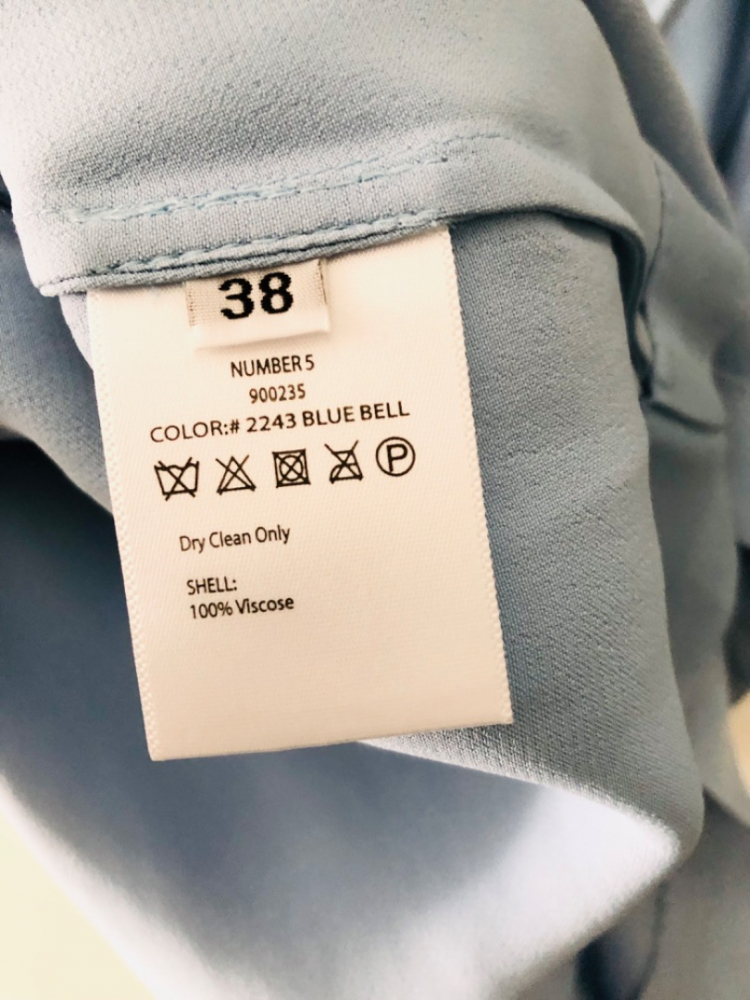 38
NUMBER 5
900235
COLOR:# 2243 BLUE BELL
P
Dry Clean Only
SHELL:
100% Viscose